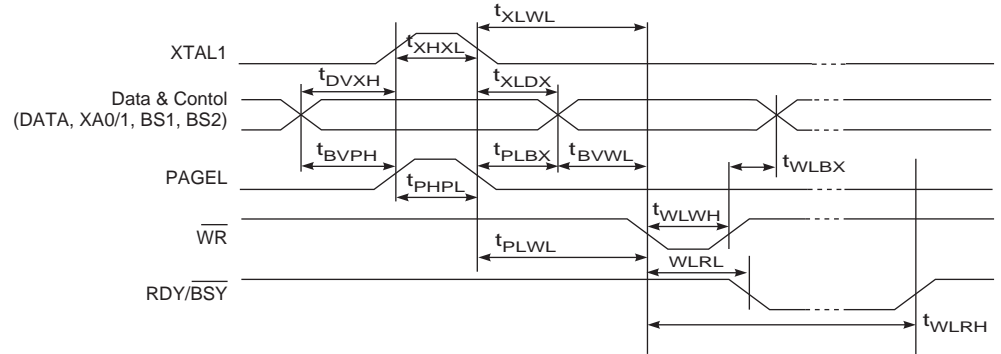 tXLWL
XTAL1
tXHXL
tDVXH
tXLDX
Data & Contol
(DATA, XA0/1, BS1, BS2)
tBVPH
tPLBX
tBVWL
tWLBX
PAGEL
tPHPL
WR
tWLWH
tPLWL
WLRL
RDY/BSY
tWLRH